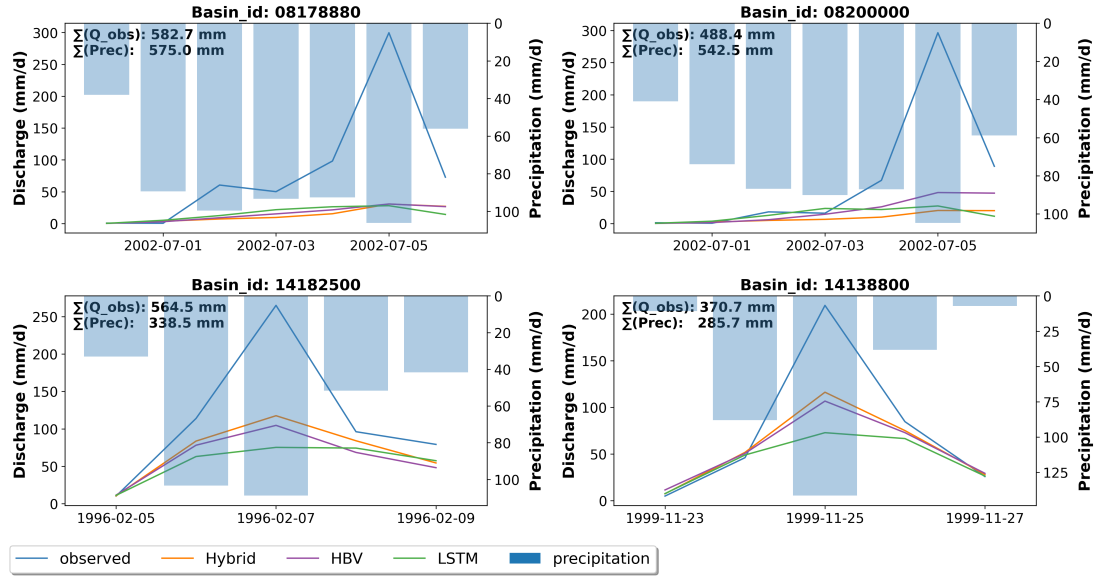 Basin_id: 08178880
∑(Q_obs): 582.7 mm
∑(Prec): 575.0 mm
Discharge (mm/d)
300
250
200
150
100
50
0
Precipitation (mm/d)
0
20
40
60
80
100
2002-07-01
2002-07-03
2002-07-05
Basin_id: 08200000
∑(Q_obs): 488.4 mm
∑(Prec): 542.5 mm
Discharge (mm/d)
300
250
200
150
100
50
0
Precipitation (mm/d)
0
20
40
60
80
100
2002-07-01
2002-07-03
2002-07-05
Basin_id: 14182500
∑(Q_obs): 564.5 mm
∑(Prec): 338.5 mm
Discharge (mm/d)
250
200
150
100
50
0
Precipitation (mm/d)
0
20
40
60
80
100
1996-02-05
1996-02-07
1996-02-09
Basin_id: 14138800
∑(Q_obs): 370.7 mm
∑(Prec): 285.7 mm
Discharge (mm/d)
200
150
100
50
0
Precipitation (mm/d)
0
25
50
75
100
125
1999-11-23
1999-11-25
1999-11-27
observed
Hybrid
HBV
LSTM
precipitation